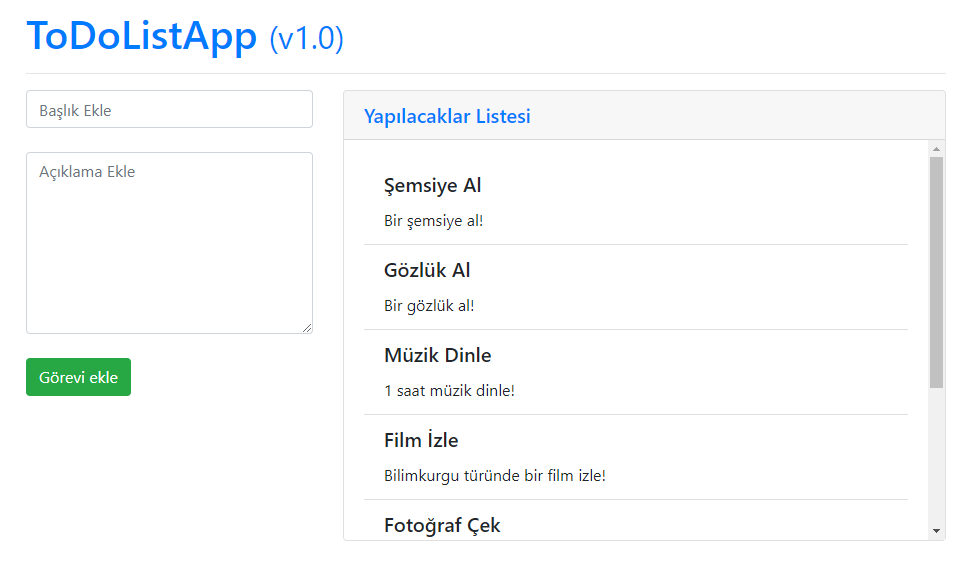 ToDoListApp (v1.0)
Başlık Ekle
Açıklama Ekle
Görevi ekle
Yapılacaklar Listesi
Şemsiye Al
Bir şemsiye al!
Gözlük Al
Bir gözlük al!
Müzik Dinle
1 saat müzik dinle!
Film İzle
Bilimkurgu türünde bir film izle!
Fotoğraf Çek